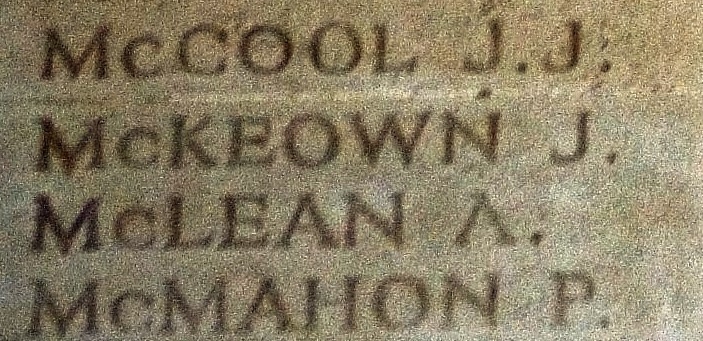 McCOOL J.J.
McKEOWN J.
McLEAN A.
McMAHON P.